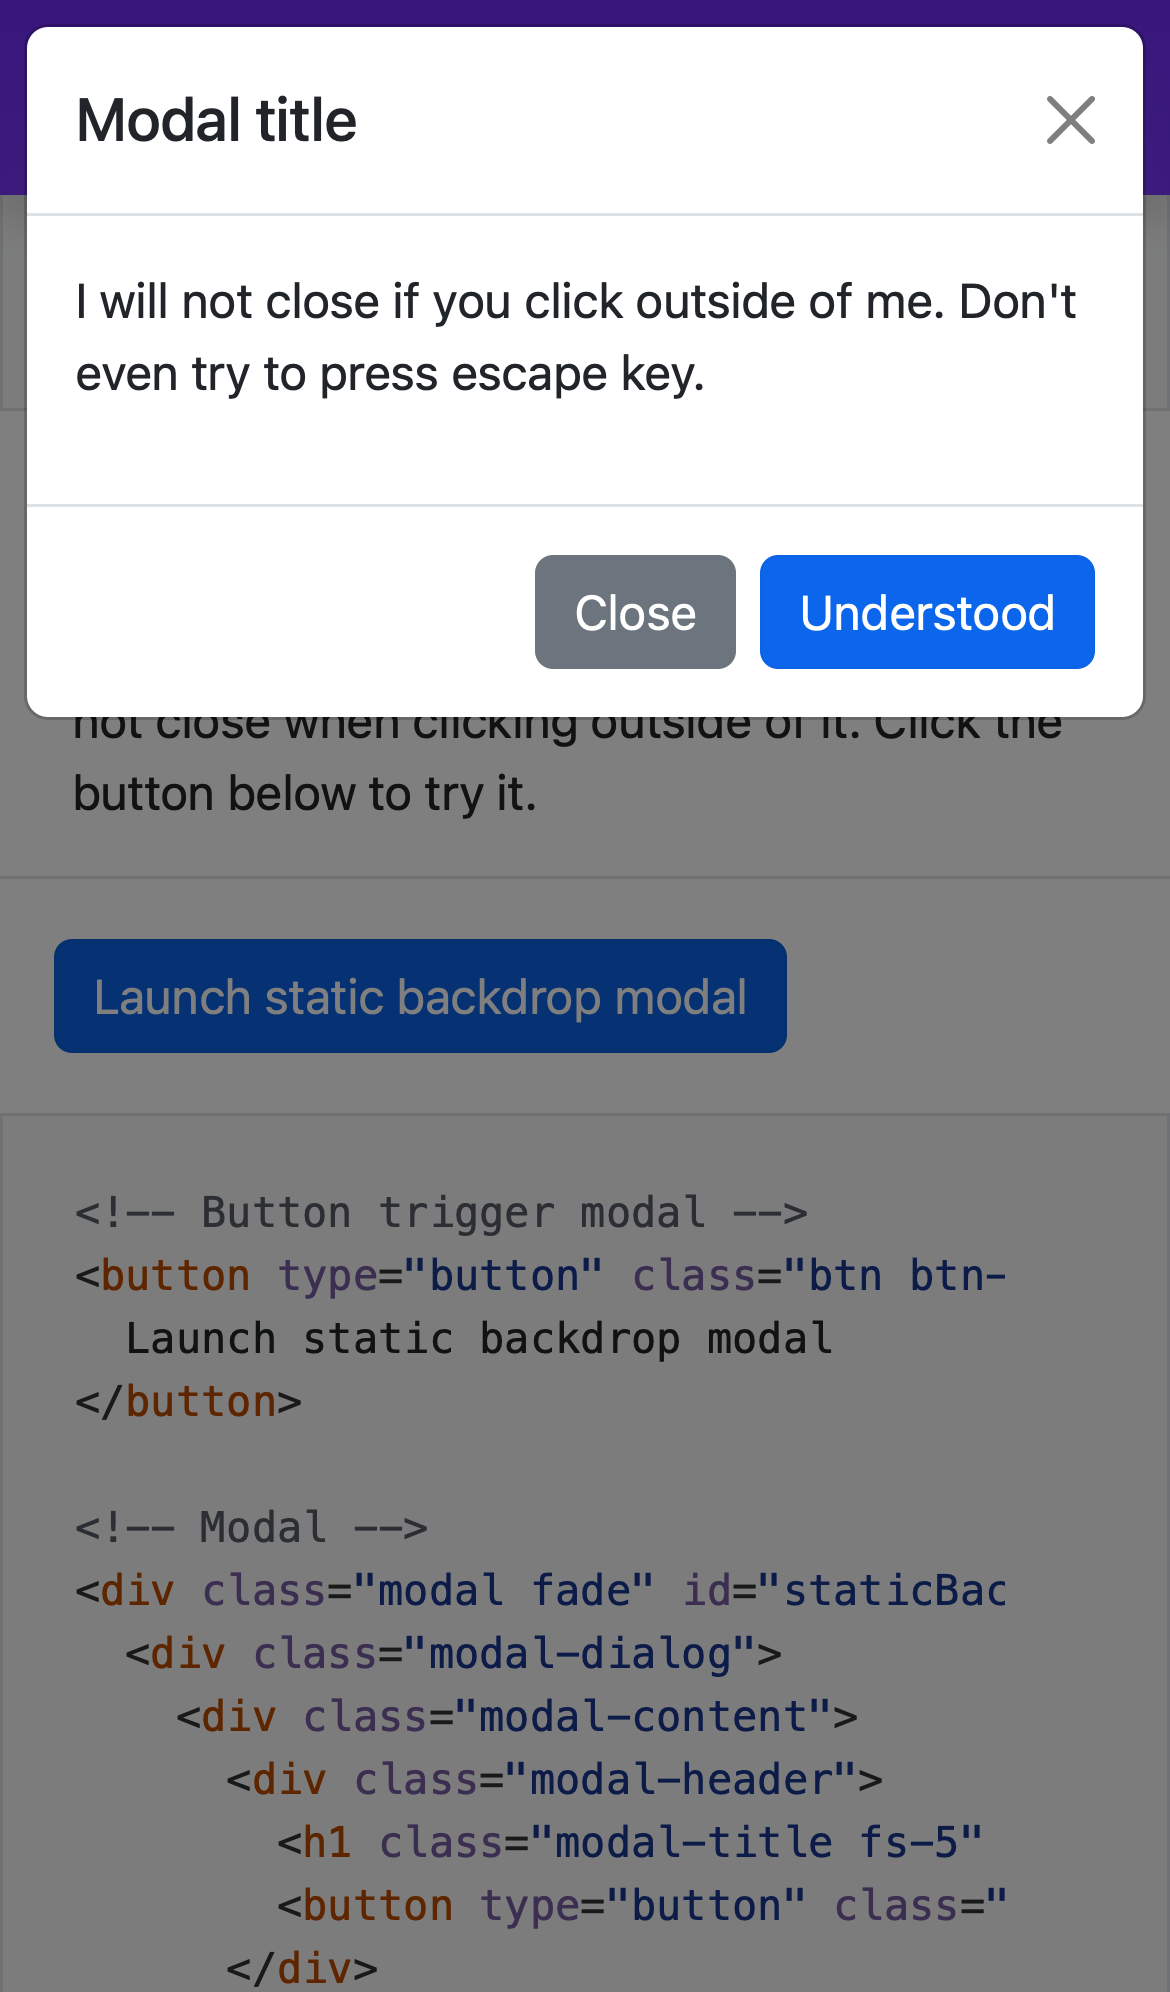 Modal title
I will not close if you click outside of me. Don't
even try to press escape key.
Close
Understood
not close when clicking outside of it. Click the
button below to try it.
Launch static backdrop modal
<!-- Button trigger modal -->
<button type="button" class="btn btn-
  Launch static backdrop modal
</button>

<!-- Modal -->
<div class="modal fade" id="staticBac
  <div class="modal-dialog">
    <div class="modal-content">
      <div class="modal-header">
        <h1 class="modal-title fs-5"
        <button type="button" class="
      </div>